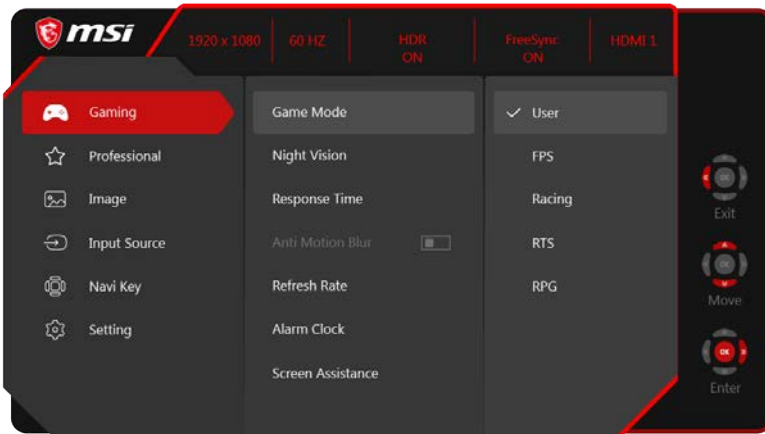 msi
1920 x 1080
60 HZ
HDR
ON
FreeSync
ON
HDMI 1
Gaming
Professional
Image
Input Source
Navi Key
Setting
Game Mode
Night Vision
Response Time
Anti Motion Blur
Refresh Rate
Alarm Clock
Screen Assistance
User
FPS
Racing
RTS
RPG
OK
Exit
OK
Move
OK
Enter